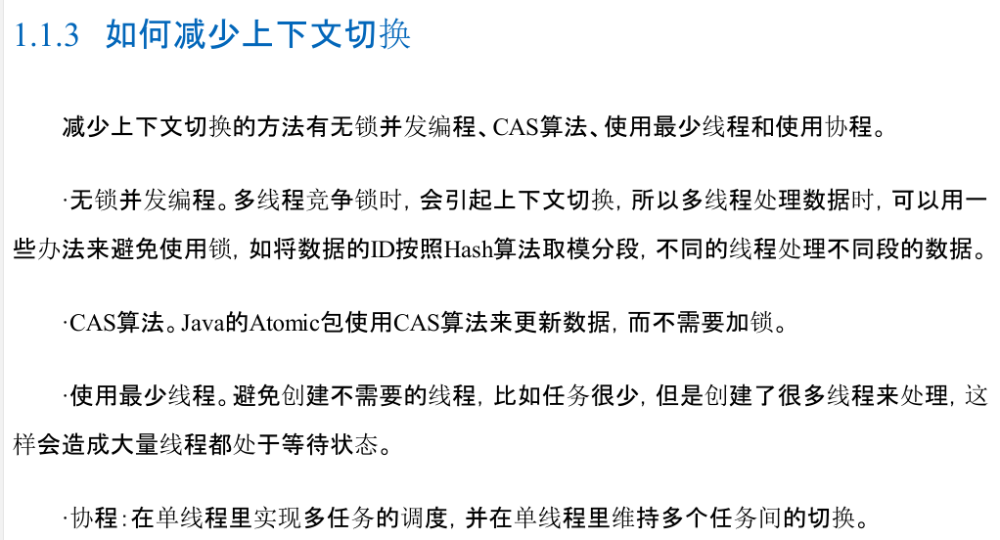 1.1.3 如何减少上下文切换
减少上下文切换的方法有无锁并发编程、CAS算法、使用最少线程和使用协程。
·无锁并发编程。多线程竞争锁时，会引起上下文切换，所以多线程处理数据时，可以用一
些办法来避免使用锁，如将数据的ID按照Hash算法取模分段，不同的线程处理不同段的数据。
·CAS算法。Java的Atomic包使用CAS算法来更新数据，而不需要加锁。
·使用最少线程。避免创建不需要的线程，比如任务很少，但是创建了很多线程来处理，这
样会造成大量线程都处于等待状态。
·协程：在单线程里实现多任务的调度，并在单线程里维持多个任务间的切换。